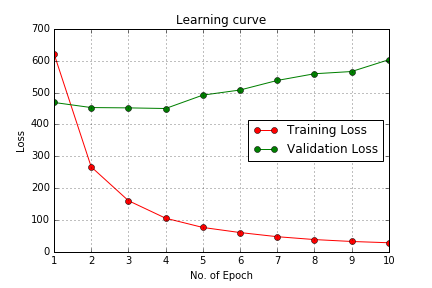 Learning curve
700
600
500
400
300
200
100
0
Loss
Training Loss
Validation Loss
1 2 3 4 5 6 7 8 9 10
No. of Epoch